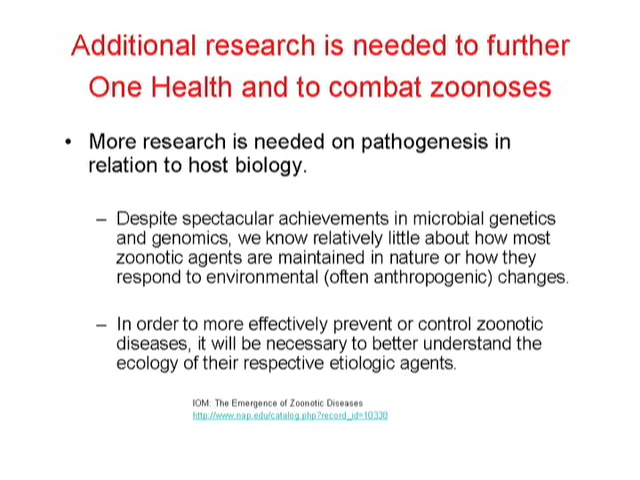 Additional research is needed to further
One Health and to combat zoonoses
• More research is needed on pathogenesis in
relation to host biology.
– Despite spectacular achievements in microbial genetics
and genomics, we know relatively little about how most
zoonotic agents are maintained in nature or how they
respond to environmental (often anthropogenic) changes.
– In order to more effectively prevent or control zoonotic
diseases, it will be necessary to better understand the
ecology of their respective etiologic agents.
IOM: The Emergence of Zoonotic Diseases
http://www.nap.edu/catalog.php?record_id=10338